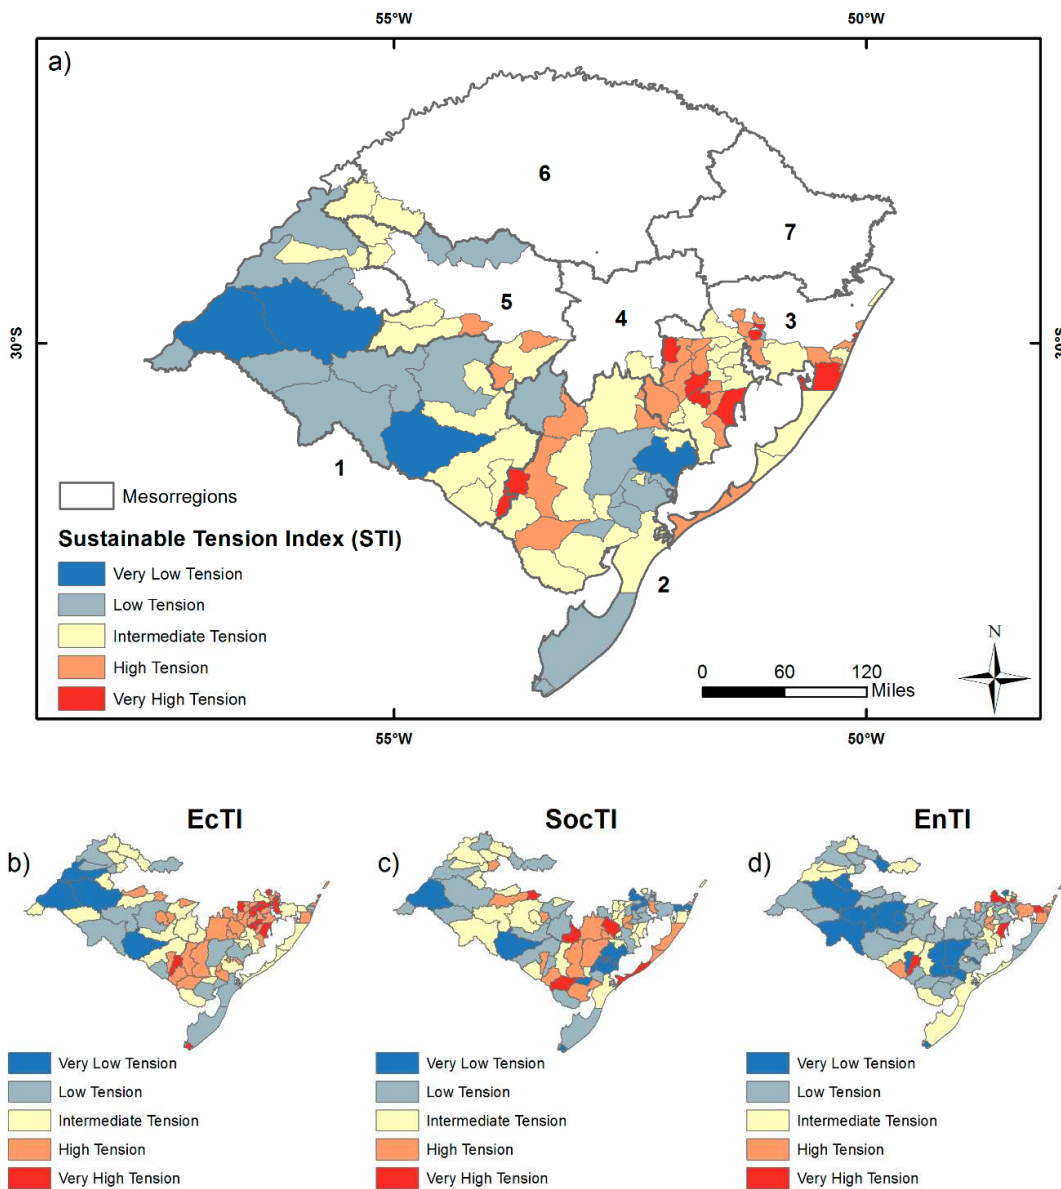 55°W
50°W
a)
6
7
5
4
3
30°S
30°S
1
2
Mesorregions
Sustainable Tension Index (STI)
Very Low Tension
Low Tension
Intermediate Tension
High Tension
Very High Tension
N
0 60 120
Miles
55°W
50°W
EcTI
SocTI
EnTI
b)
c)
d)
Very Low Tension
Low Tension
Intermediate Tension
High Tension
Very High Tension
Very Low Tension
Low Tension
Intermediate Tension
High Tension
Very High Tension
Very Low Tension
Low Tension
Intermediate Tension
High Tension
Very High Tension